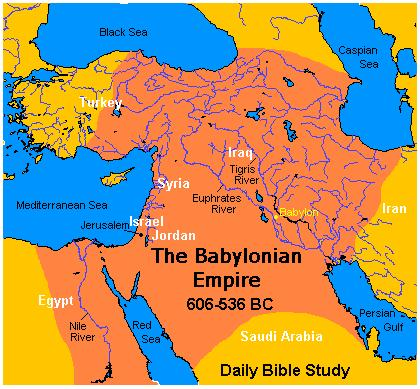 Black Sea
Caspian
Sea
Turkey
Iraq
Tigris
River
Syria
Euphrates
River
Iran
Mediterranean Sea
Babylon
Jerusalem
Israel
Jordan
The Babylonian
Empire
606-536 BC
Egypt
Nile
River
Red
Sea
Persian
Gulf
Saudi Arabia
Daily Bible Study